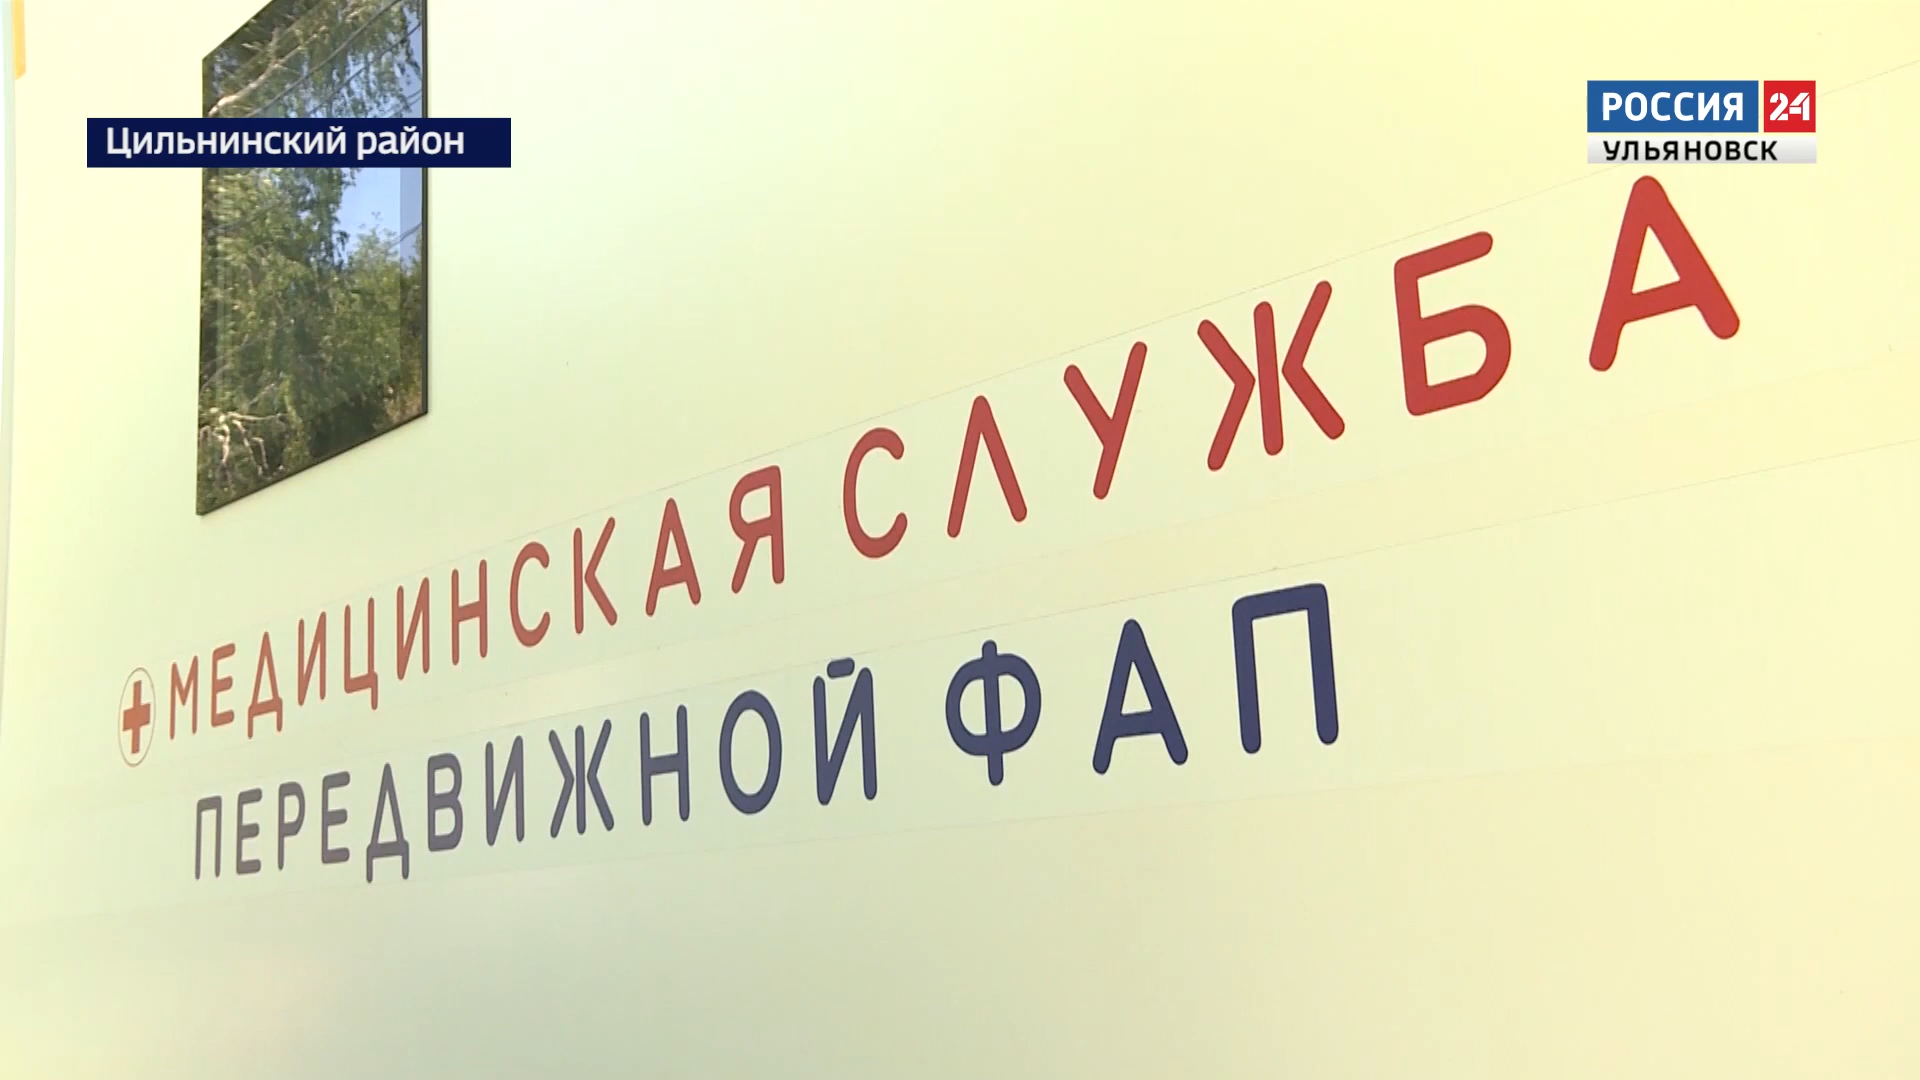 Цильнинский район
РОССИЯ 24
УЛЬЯНОВСК
МЕДИЦИНСКАЯ СЛУЖБА
ПЕРЕДВИЖНОЙ ФАП